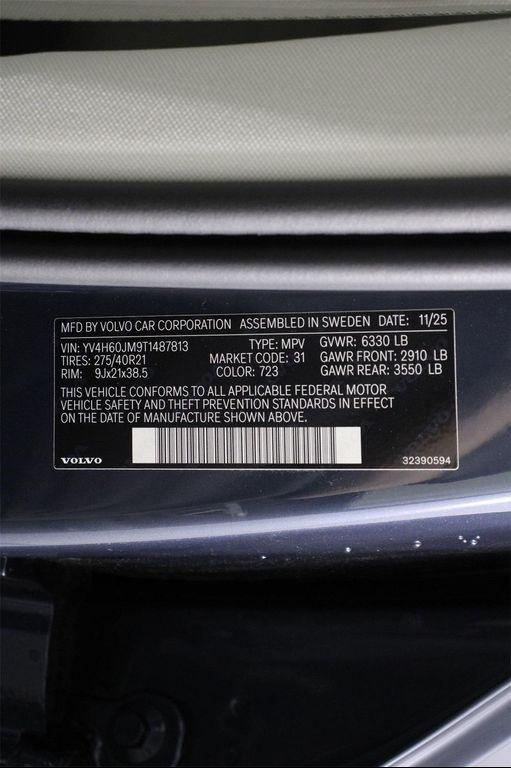 MFD BY VOLVO CAR CORPORATION ASSEMBLED IN SWEDEN DATE: 11/25
VIN: YV4H60JM9T1487813 TYPE: MPV GVWR: 6330 LB
TIRES: 275/40R21 MARKET CODE: 31 GAWR FRONT: 2910 LB
RIM: 9Jx21x38.5 COLOR: 723 GAWR REAR: 3550 LB
THIS VEHICLE CONFORMS TO ALL APPLICABLE FEDERAL MOTOR
VEHICLE SAFETY AND THEFT PREVENTION STANDARDS IN EFFECT
ON THE DATE OF MANUFACTURE SHOWN ABOVE.
VOLVO 32390594